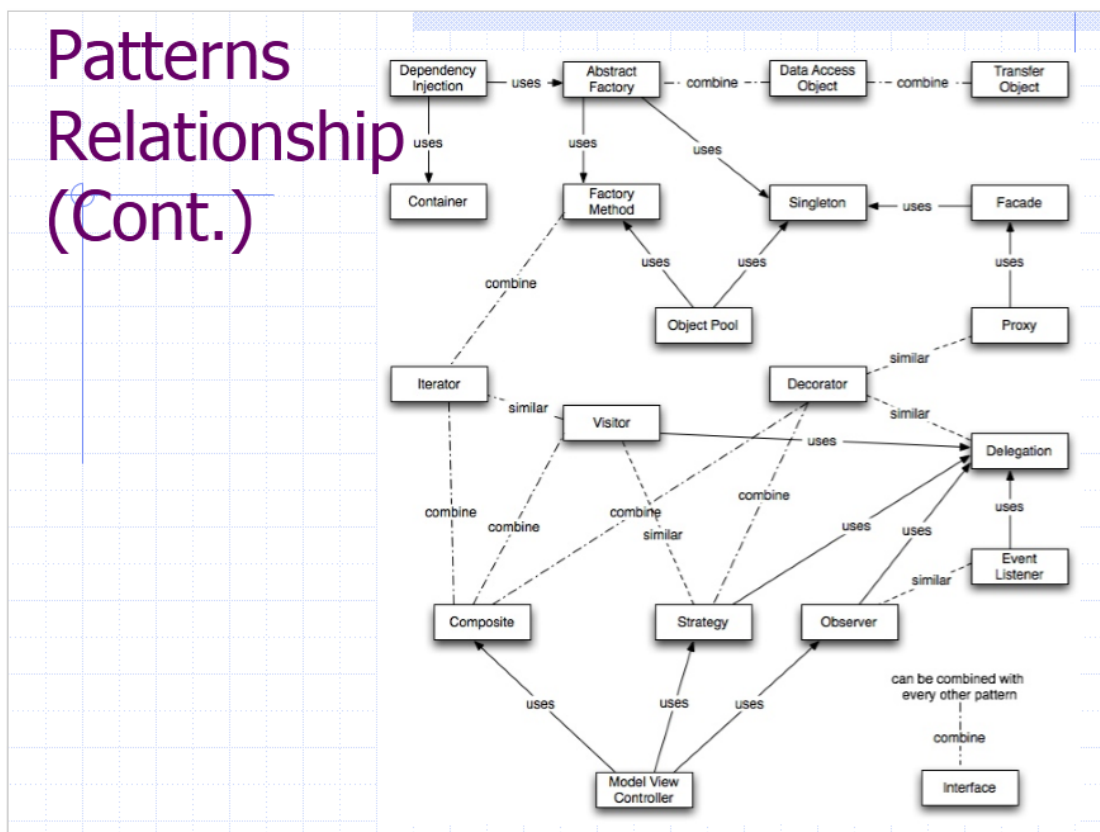 Patterns
Relationship
(Cont.)
Dependency
Injection
uses
Abstract
Factory
combine
Data Access
Object
combine
Transfer
Object
uses
uses
uses
Container
Factory
Method
Singleton
uses
Facade
combine
uses
uses
uses
Object Pool
Proxy
similar
Iterator
similar
Decorator
similar
Visitor
uses
Delegation
combine
combine
combine
similar
combine
uses
uses
uses
similar
Event
Listener
Composite
Strategy
Observer
uses
uses
uses
can be combined with
every other pattern
combine
Model View
Controller
Interface